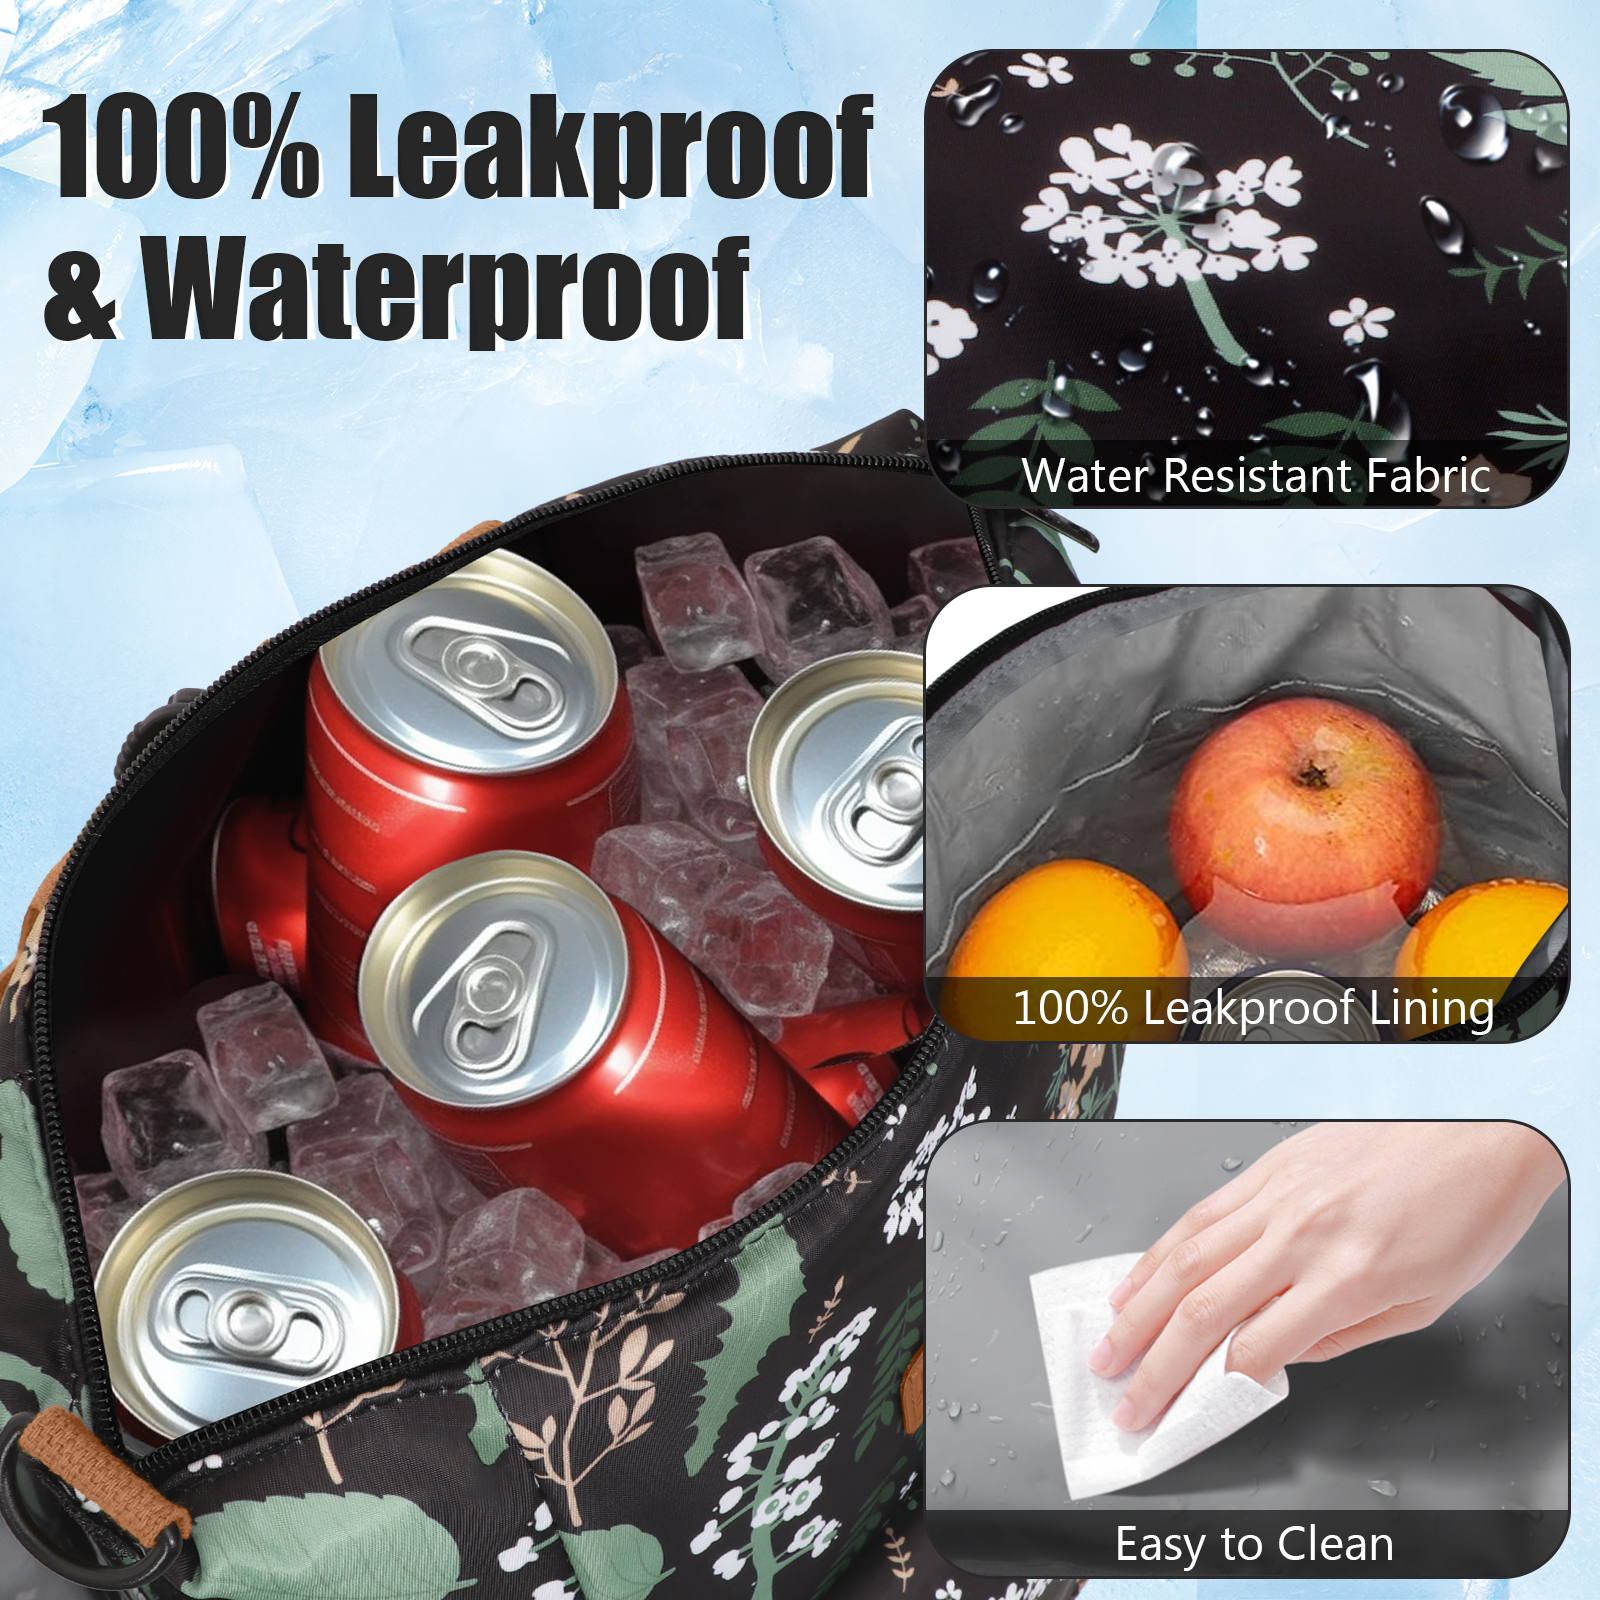 100% Leakproof
& Waterproof
Water Resistant Fabric
100% Leakproof Lining
Easy to Clean